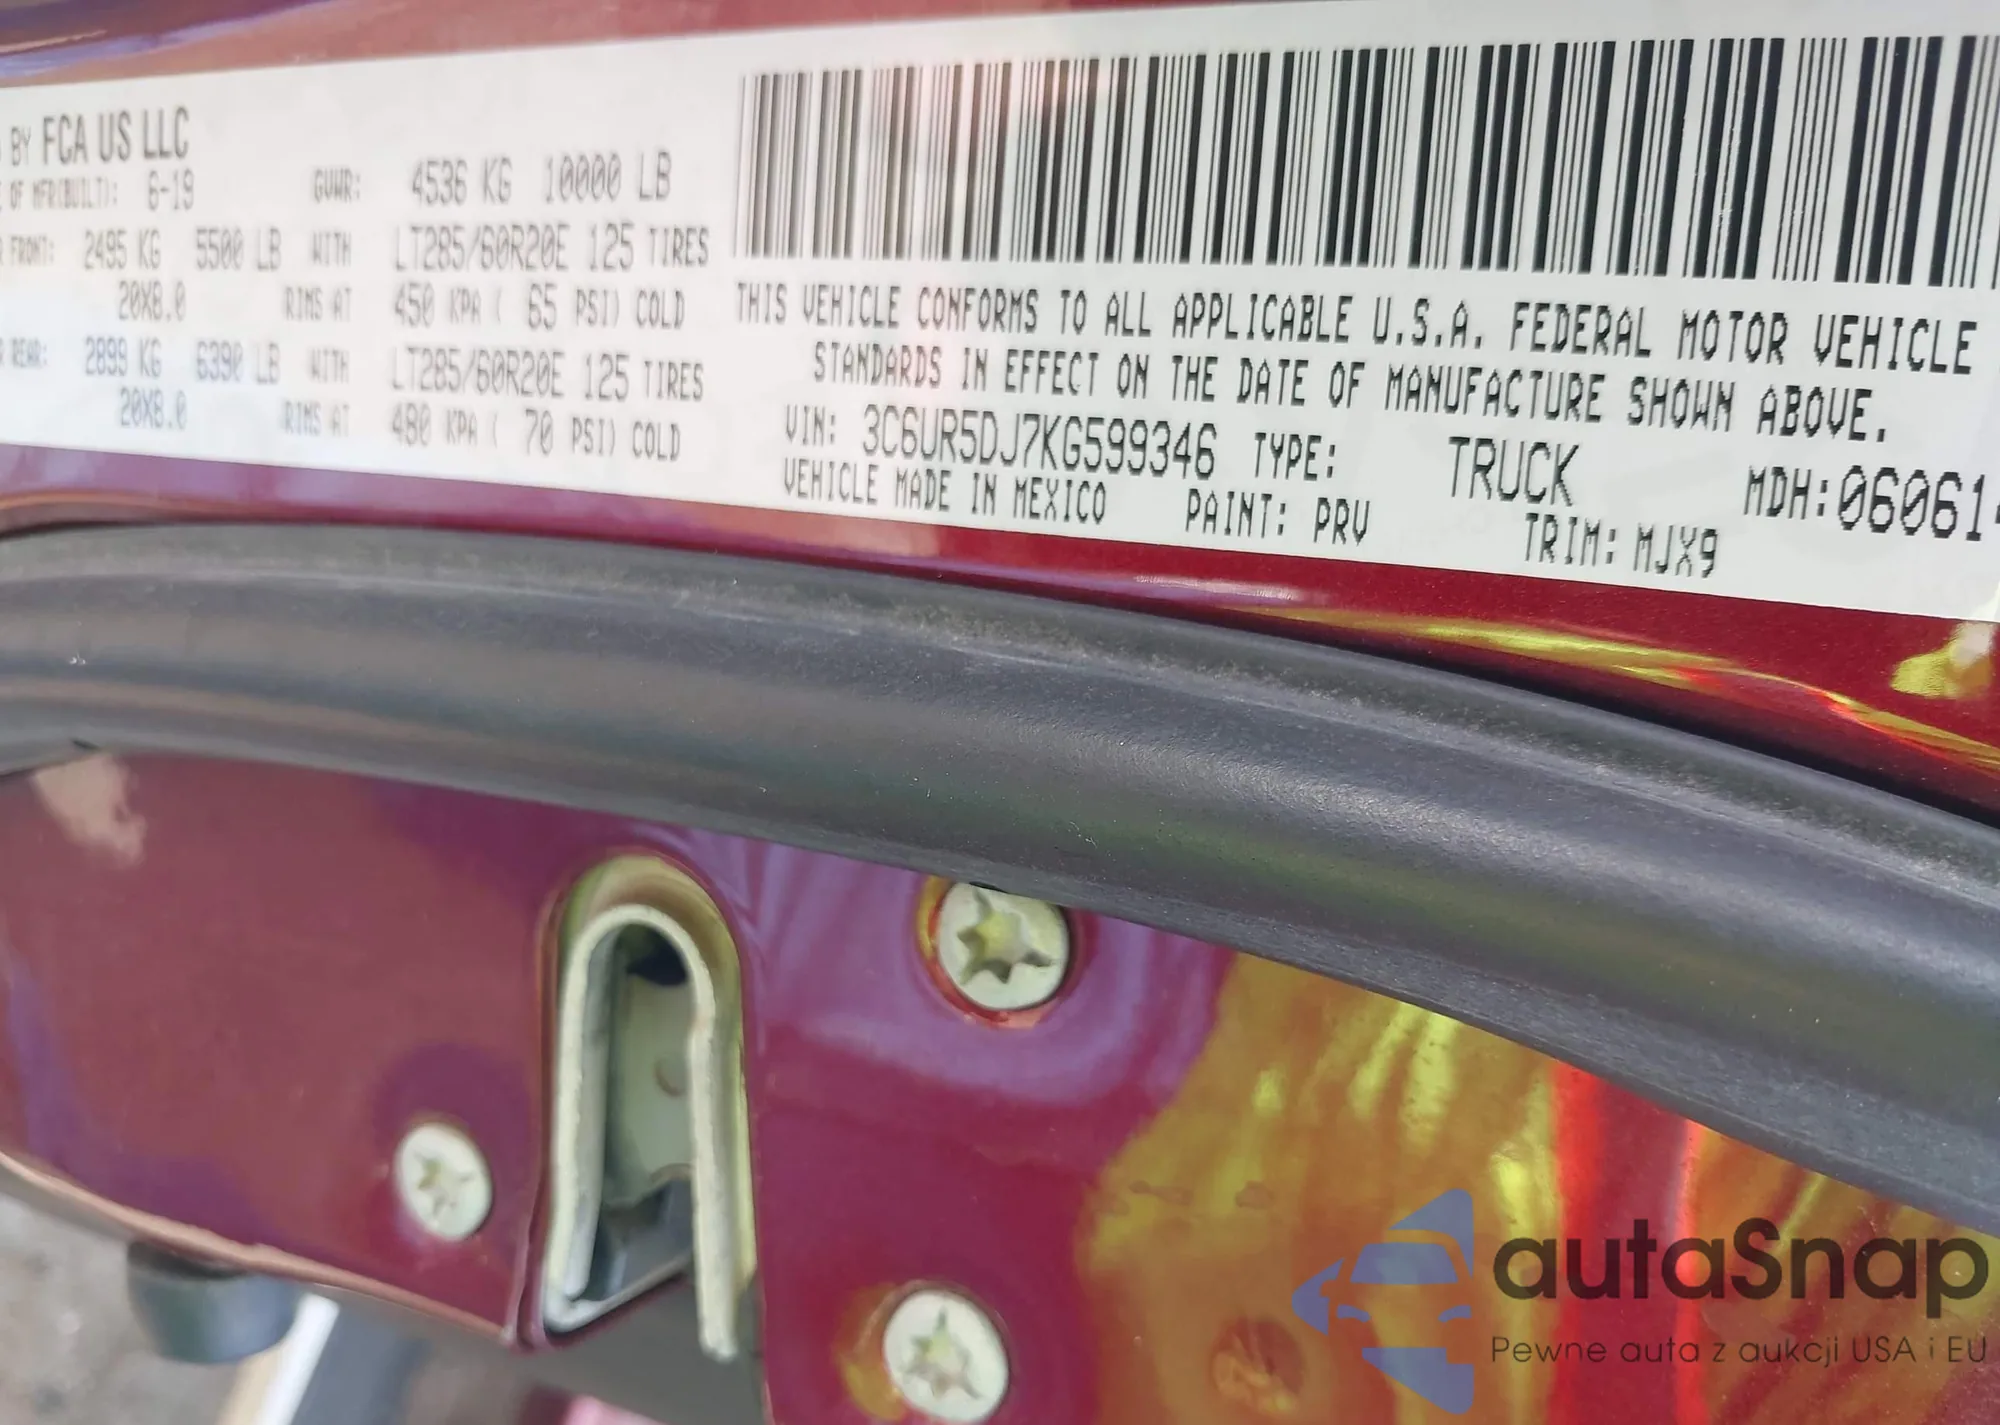 BY FCA US LLC
OF MFR(BUILT): 6-19 GVWR: 4536 KG 10000 LB
FRONT: 2495 KG 5500 LB WITH LT285/60R20E 125 TIRES
20X8.0 RIMS AT 450 KPA ( 65 PSI) COLD
REAR: 2899 KG 6390 LB WITH LT285/60R20E 125 TIRES
20X8.0 RIMS AT 480 KPA ( 70 PSI) COLD
THIS VEHICLE CONFORMS TO ALL APPLICABLE U.S.A. FEDERAL MOTOR VEHICLE
STANDARDS IN EFFECT ON THE DATE OF MANUFACTURE SHOWN ABOVE.
VIN: 3C6UR5DJ7KG599346 TYPE: TRUCK MDH:06061
VEHICLE MADE IN MEXICO PAINT: PRV TRIM: MJX9
autaSnap
Pewne auta z aukcji USA i EU